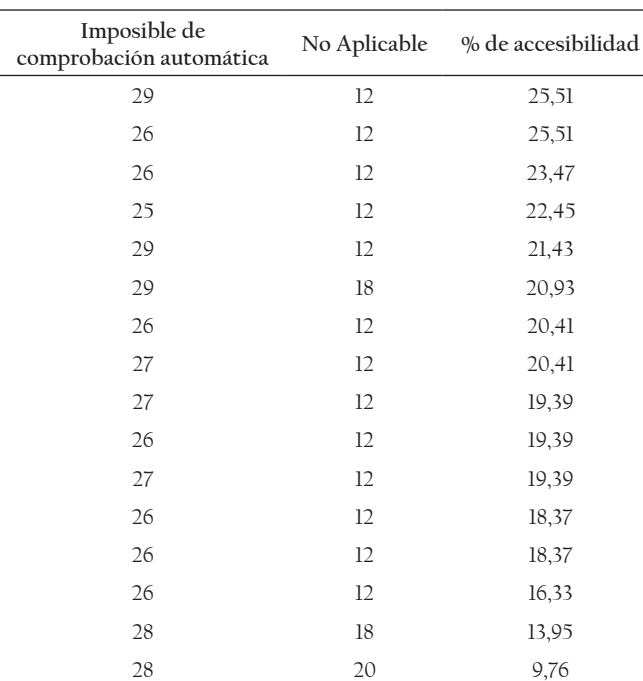 Imposible de
comprobación automática No Aplicable % de accesibilidad
29 12 25,51
26 12 25,51
26 12 23,47
25 12 22,45
29 12 21,43
29 18 20,93
26 12 20,41
27 12 20,41
27 12 19,39
26 12 19,39
27 12 19,39
26 12 18,37
26 12 18,37
26 12 16,33
28 18 13,95
28 20 9,76